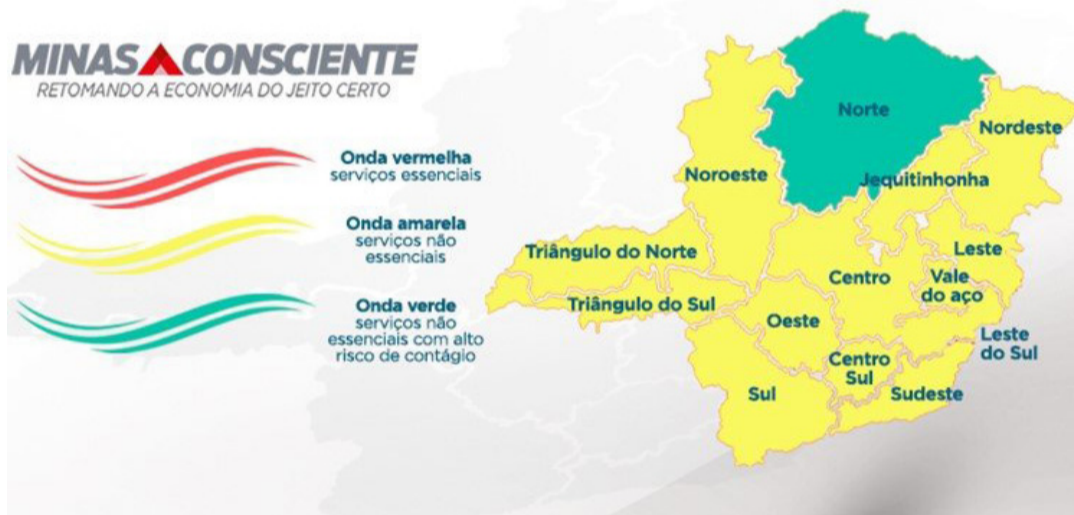 MINAS CONSCIENTE
RETOMANDO A ECONOMIA DO JEITO CERTO
Onda vermelha
serviços essenciais
Onda amarela
serviços não
essenciais
Onda verde
serviços não
essenciais com alto
risco de contágio
Norte
Nordeste
Noroeste
Jequitinhonha
Triângulo do Norte
Leste
Centro
Vale
do aço
Triângulo do Sul
Oeste
Leste
do Sul
Centro
Sul
Sul
Sudeste